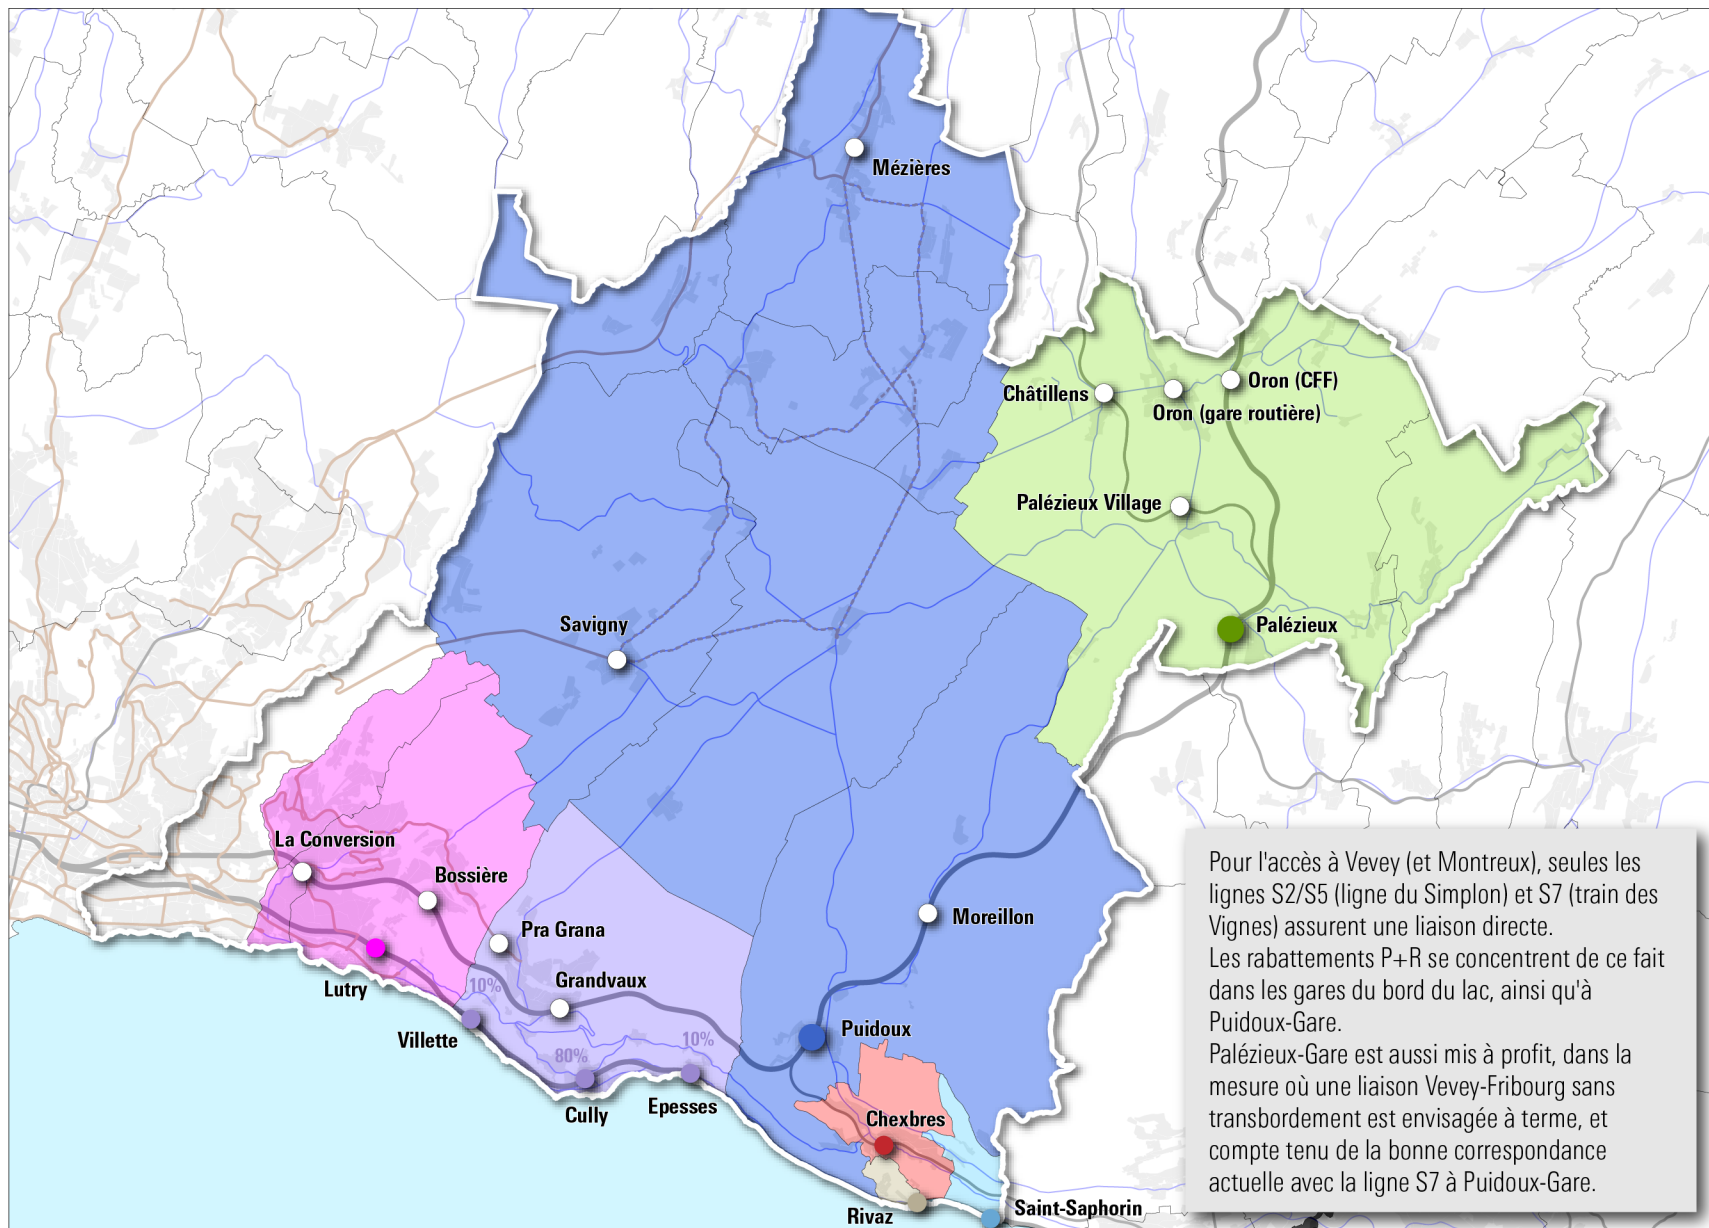 Mézières
Châtillens
Oron (CFF)
Oron (gare routière)
Palézieux Village
Savigny
Palézieux
La Conversion
Bossière
Pra Grana
Moreillon
Grandvaux
Lutry
10%
Villette
80%
10%
Puidoux
Cully
Epesses
Chexbres
Rivaz
Saint-Saphorin
Pour l'accès à Vevey (et Montreux), seules les
lignes S2/S5 (ligne du Simplon) et S7 (train des
Vignes) assurent une liaison directe.
Les rabattements P+R se concentrent de ce fait
dans les gares du bord du lac, ainsi qu'à
Puidoux-Gare.
Palézieux-Gare est aussi mis à profit, dans la
mesure où une liaison Vevey-Fribourg sans
transbordement est envisagée à terme, et
compte tenu de la bonne correspondance
actuelle avec la ligne S7 à Puidoux-Gare.